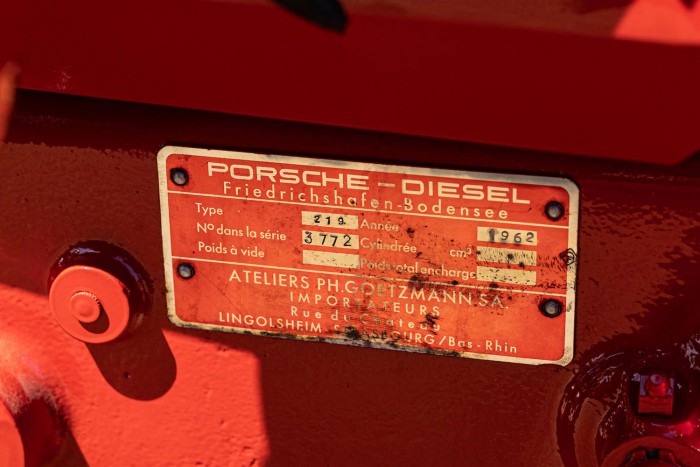 PORSCHE-DIESEL
Friedrichshafen-Bodensee
Type 219 Année 1962
Nº dans la série 3772 Cylindrée cm³
Poids à vide Poids total en charge
ATELIERS PH. GOETZMANN S.A.
IMPORTATEURS
Rue du Château
LINGOLSHEIM STRASBOURG/Bas-Rhin